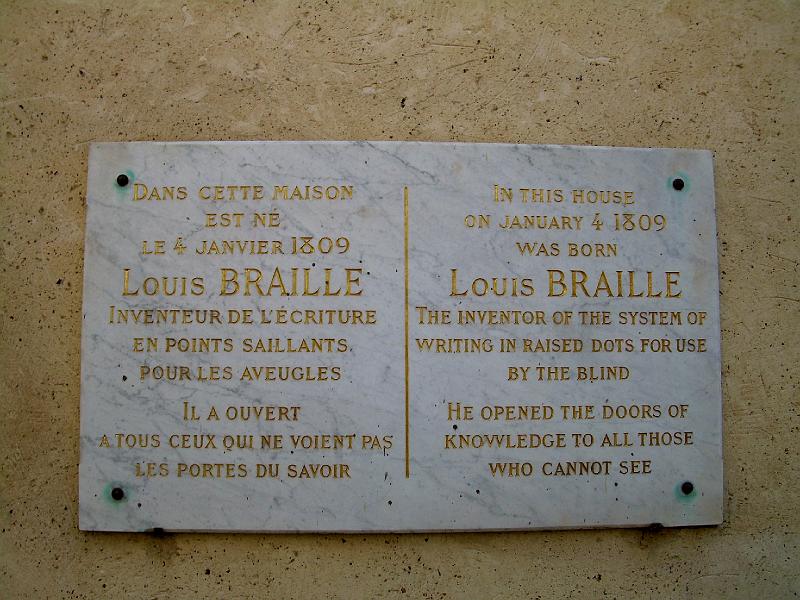 DANS CETTE MAISON
EST NÉ
LE 4 JANVIER 1809
LOUIS BRAILLE
INVENTEUR DE L'ÉCRITURE
EN POINTS SAILLANTS
POUR LES AVEUGLES
IL A OUVERT
A TOUS CEUX QUI NE VOIENT PAS
LES PORTES DU SAVOIR
IN THIS HOUSE
ON JANUARY 4 1809
WAS BORN
LOUIS BRAILLE
THE INVENTOR OF THE SYSTEM OF
WRITING IN RAISED DOTS FOR USE
BY THE BLIND
HE OPENED THE DOORS OF
KNOWLEDGE TO ALL THOSE
WHO CANNOT SEE